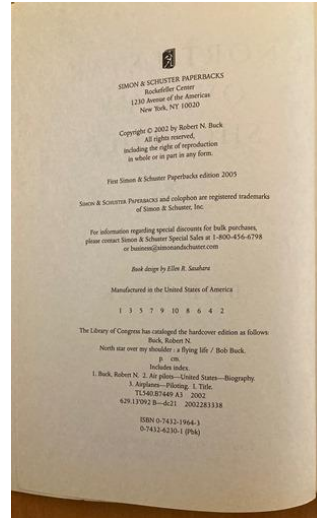 SIMON & SCHUSTER PAPERBACKS
Rockefeller Center
1230 Avenue of the Americas
New York, NY 10020
Copyright © 2002 by Robert N. Buck
All rights reserved,
including the right of reproduction
in whole or in part in any form.
First Simon & Schuster Paperbacks edition 2005
SIMON & SCHUSTER PAPERBACKS and colophon are registered trademarks
of Simon & Schuster, Inc.
For information regarding special discounts for bulk purchases,
please contact Simon & Schuster Special Sales at 1-800-456-6798
or business@simonandschuster.com
Book design by Ellen R. Sasahara
Manufactured in the United States of America
1 3 5 7 9 10 8 6 4 2
The Library of Congress has cataloged the hardcover edition as follows:
Buck, Robert N.
North star over my shoulder : a flying life / Bob Buck.
p. cm.
Includes index.
1. Buck, Robert N. 2. Air pilots—United States—Biography.
3. Airplanes—Piloting. I. Title.
TL540.B7449 A3 2002
629.13'092 B—dc21 2002283338
ISBN 0-7432-1964-3
0-7432-6230-1 (Pbk)